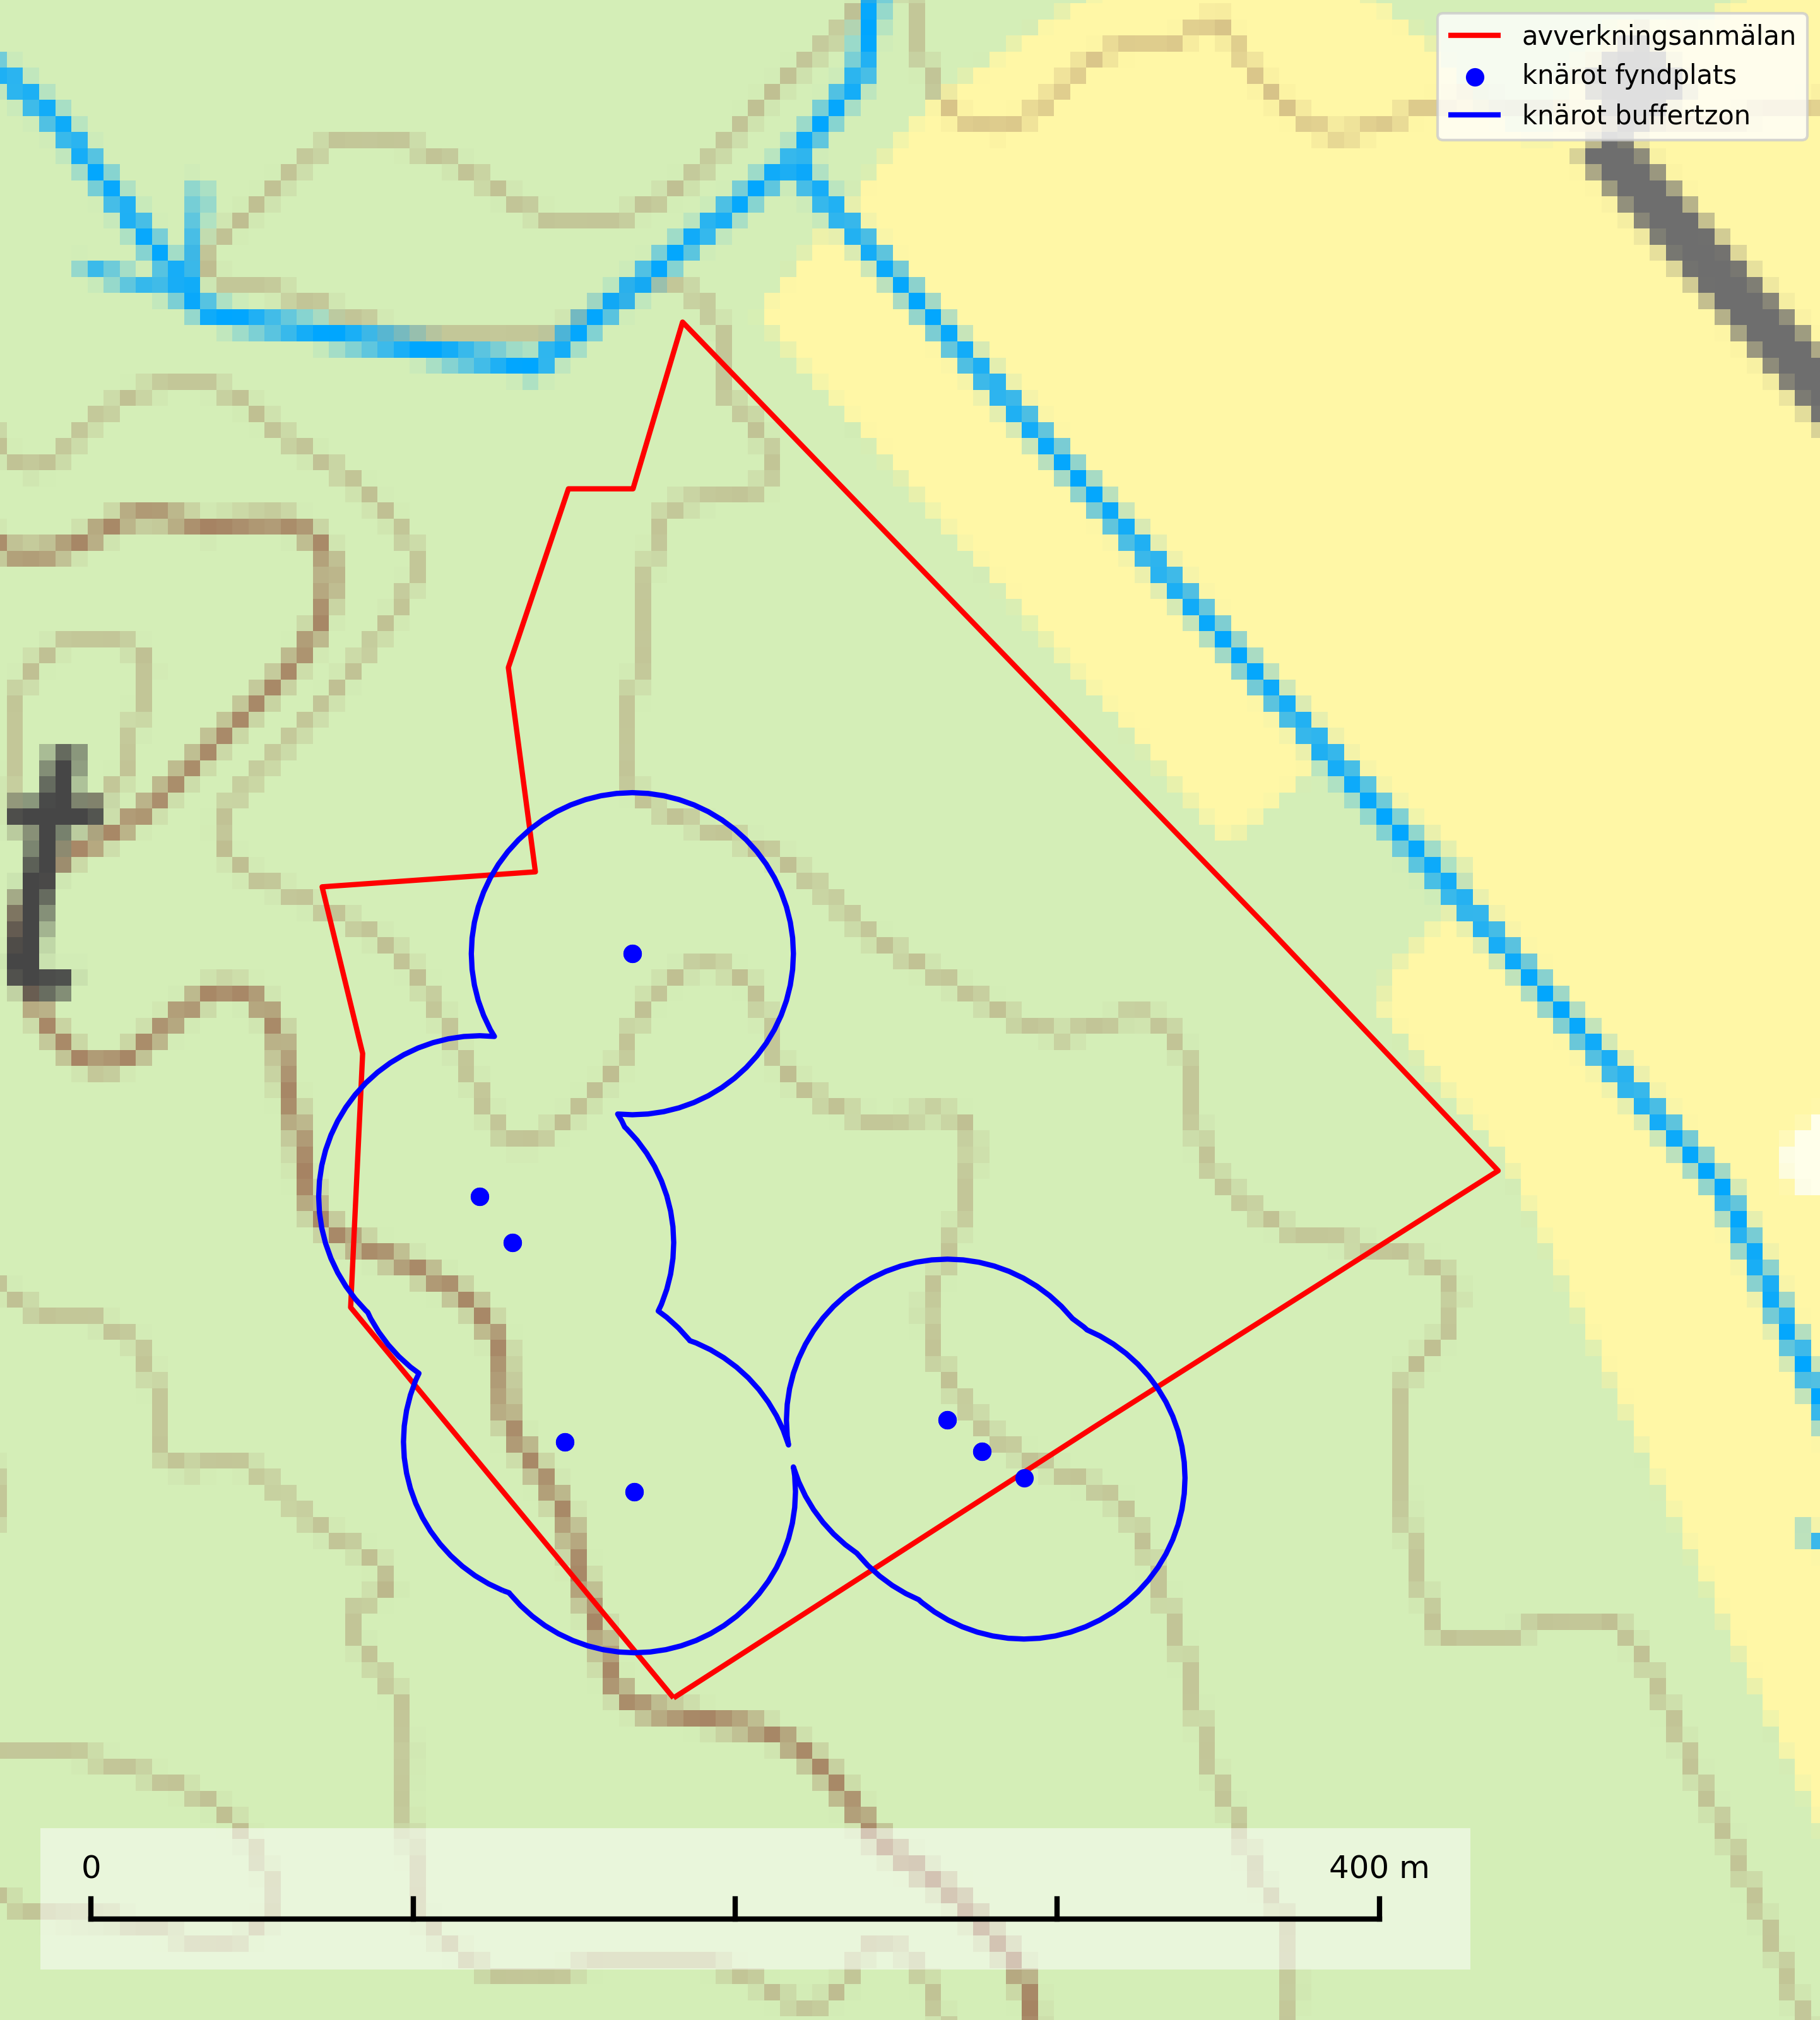 avverkningsanmälan
knärot fyndplats
knärot buffertzon
0
400 m